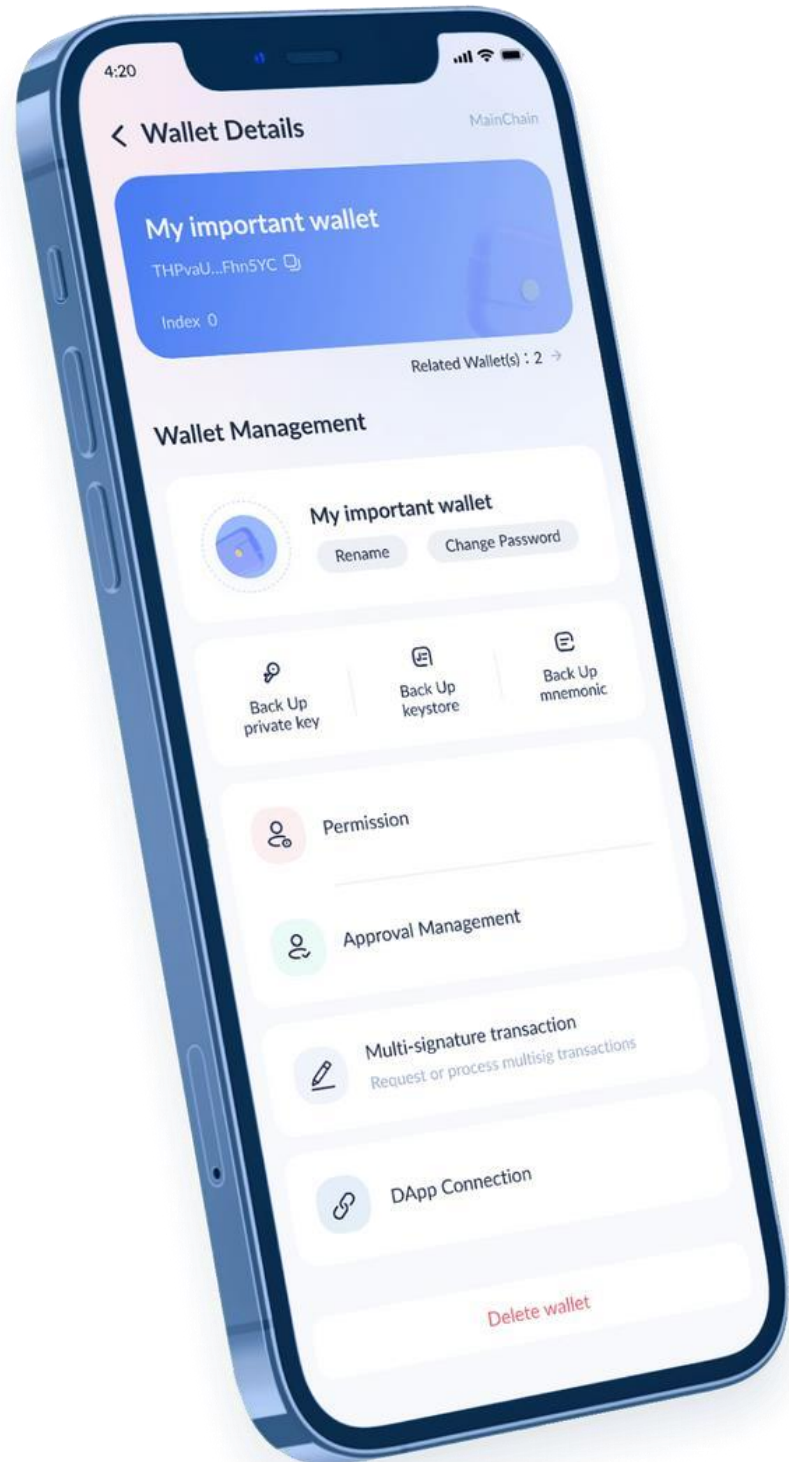 4:20
Wallet Details
MainChain
My important wallet
THPvaU...Fhn5YC
Index 0
Related Wallet(s) : 2
Wallet Management
My important wallet
Rename
Change Password
Back Up
private key
Back Up
keystore
Back Up
mnemonic
Permission
Approval Management
Multi-signature transaction
Request or process multisig transactions
DApp Connection
Delete wallet